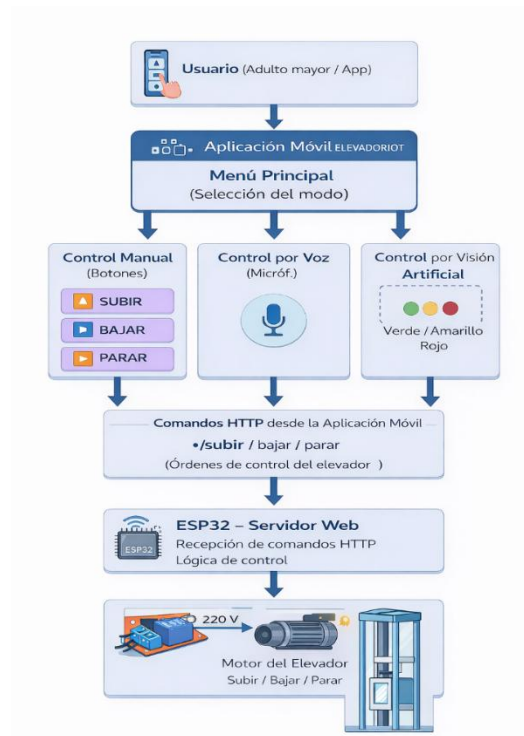 Usuario (Adulto mayor / App)
Aplicación Móvil ELEVADORIOT
Menú Principal
(Selección del modo)
Control Manual
(Botones)
SUBIR
BAJAR
PARAR
Control por Voz
(Micróf.)
Control por Visión
Artificial
Verde / Amarillo
Rojo
Comandos HTTP desde la Aplicación Móvil
•/subir / bajar / parar
(Órdenes de control del elevador )
ESP32 – Servidor Web
Recepción de comandos HTTP
Lógica de control
ESP32
220 V
Motor del Elevador
Subir / Bajar / Parar